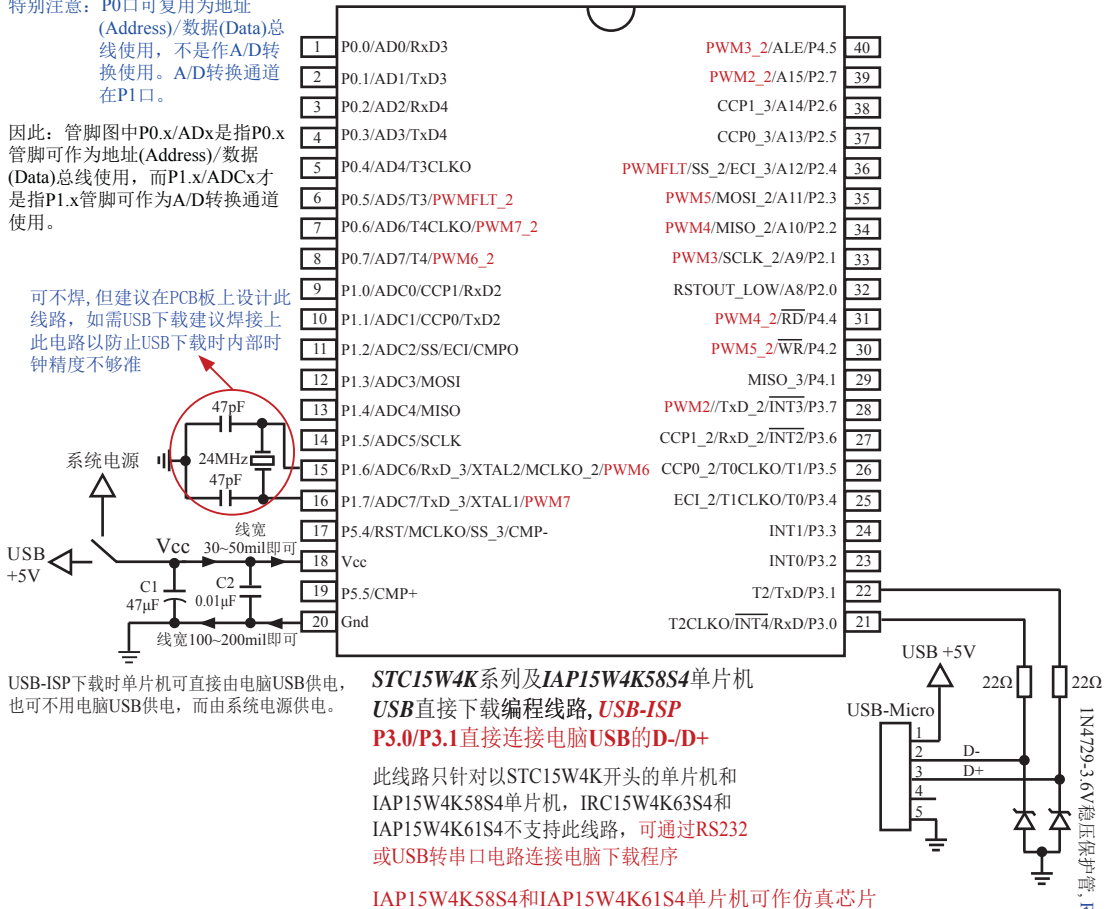 特别注意：P0口可复用为地址
(Address)/数据(Data)总
线使用，不是作A/D转
换使用。A/D转换通道
在P1口。
因此：管脚图中P0.x/ADx是指P0.x
管脚可作为地址(Address)/数据
(Data)总线使用，而P1.x/ADCx才
是指P1.x管脚可作为A/D转换通道
使用。
可不焊,但建议在PCB板上设计此
线路，如需USB下载建议焊接上
此电路以防止USB下载时内部时
钟精度不够准
47pF
24MHz
47pF
系统电源
USB
+5V
Vcc
线宽
30~50mil即可
C1
47μF
C2
0.01μF
线宽100~200mil即可
USB-ISP下载时单片机可直接由电脑USB供电，
也可不用电脑USB供电，而由系统电源供电。
1 P0.0/AD0/RxD3
2 P0.1/AD1/TxD3
3 P0.2/AD2/RxD4
4 P0.3/AD3/TxD4
5 P0.4/AD4/T3CLKO
6 P0.5/AD5/T3/PWMFLT_2
7 P0.6/AD6/T4CLKO/PWM7_2
8 P0.7/AD7/T4/PWM6_2
9 P1.0/ADC0/CCP1/RxD2
10 P1.1/ADC1/CCP0/TxD2
11 P1.2/ADC2/SS/ECI/CMPO
12 P1.3/ADC3/MOSI
13 P1.4/ADC4/MISO
14 P1.5/ADC5/SCLK
15 P1.6/ADC6/RxD_3/XTAL2/MCLKO_2/PWM6
16 P1.7/ADC7/TxD_3/XTAL1/PWM7
17 P5.4/RST/MCLKO/SS_3/CMP-
18 Vcc
19 P5.5/CMP+
20 Gnd
PWM3_2/ALE/P4.5 40
PWM2_2/A15/P2.7 39
CCP1_3/A14/P2.6 38
CCP0_3/A13/P2.5 37
PWMFLT/SS_2/ECI_3/A12/P2.4 36
PWM5/MOSI_2/A11/P2.3 35
PWM4/MISO_2/A10/P2.2 34
PWM3/SCLK_2/A9/P2.1 33
RSTOUT_LOW/A8/P2.0 32
PWM4_2/RD/P4.4 31
PWM5_2/WR/P4.2 30
MISO_3/P4.1 29
PWM2//TxD_2/INT3/P3.7 28
CCP1_2/RxD_2/INT2/P3.6 27
CCP0_2/T0CLKO/T1/P3.5 26
ECI_2/T1CLKO/T0/P3.4 25
INT1/P3.3 24
INT0/P3.2 23
T2/TxD/P3.1 22
T2CLKO/INT4/RxD/P3.0 21
STC15W4K系列及IAP15W4K58S4单片机
USB直接下载编程线路, USB-ISP
P3.0/P3.1直接连接电脑USB的D-/D+
此线路只针对以STC15W4K开头的单片机和
IAP15W4K58S4单片机，IRC15W4K63S4和
IAP15W4K61S4不支持此线路，可通过RS232
或USB转串口电路连接电脑下载程序
IAP15W4K58S4和IAP15W4K61S4单片机可作仿真芯片
USB +5V
USB-Micro
1
2
3
4
5
D-
D+
22Ω
22Ω
1N4729-3.6V稳压保护管,